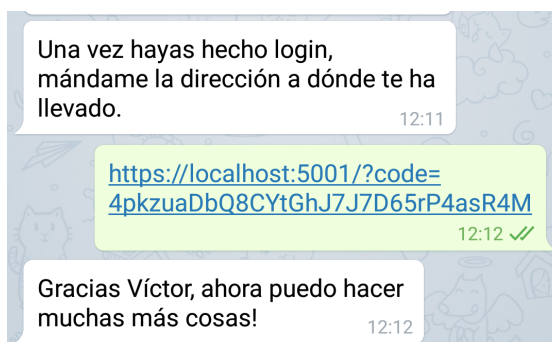 Una vez hayas hecho login,
mándame la dirección a dónde te ha
llevado.
12:11
https://localhost:5001/?code=
4pkzuaDbQ8CYtGhJ7J7D65rP4asR4M
12:12
Gracias Víctor, ahora puedo hacer
muchas más cosas!
12:12